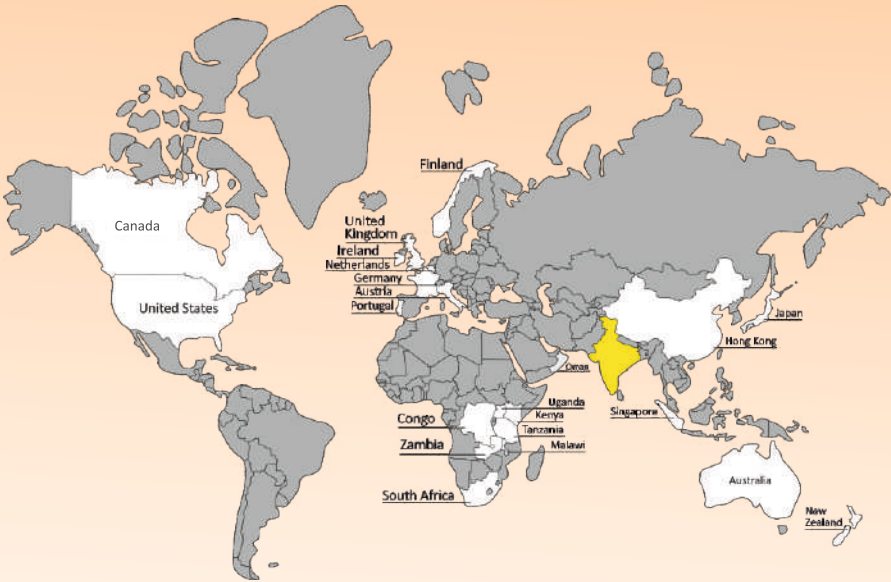 Finland
Canada
United
Kingdom
Ireland
Netherlands
Germany
Austria
Portugal
United States
Japan
Hong Kong
Oman
Uganda
Congo
Kenya
Singapore
Tanzania
Zambia
Malawi
Australia
South Africa
New
Zealand